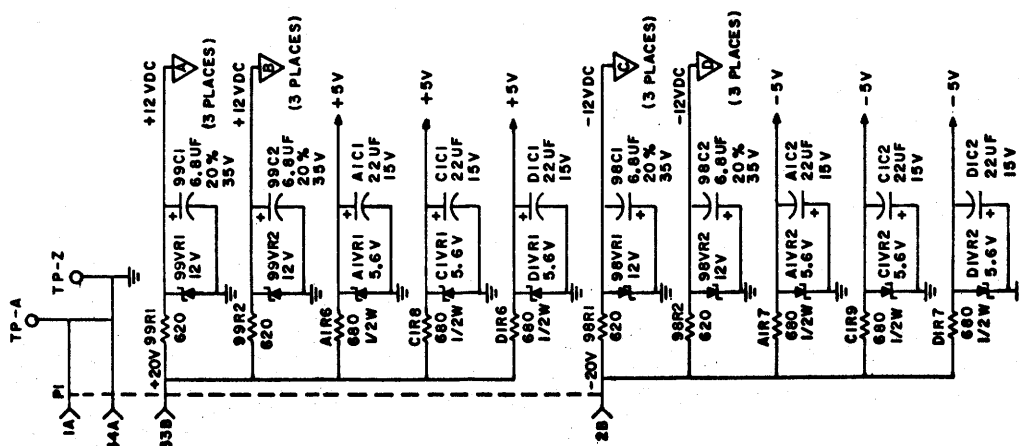 TP-A
TP-Z
P1
1A
34A
33B
+20V
99R1
620
99VR1
12V
+
99C1
6.8UF
20%
35V
+12VDC
A
(3 PLACES)
99R2
620
99VR2
12V
+
99C2
6.8UF
20%
35V
+12VDC
B
(3 PLACES)
A1R6
680
1/2W
A1VR1
5.6V
+
A1C1
22UF
15V
+5V
C1R8
680
1/2W
C1VR1
5.6V
+
C1C1
22UF
15V
+5V
D1R6
680
1/2W
D1VR1
5.6V
+
D1C1
22UF
15V
+5V
2B
-20V
98R1
620
98VR1
12V
+
98C1
6.8UF
20%
35V
-12VDC
C
(3 PLACES)
98R2
620
98VR2
12V
+
98C2
6.8UF
20%
35V
-12VDC
D
(3 PLACES)
A1R7
680
1/2W
A1VR2
5.6V
+
A1C2
22UF
15V
-5V
C1R9
680
1/2W
C1VR2
5.6V
+
C1C2
22UF
15V
-5V
D1R7
680
1/2W
D1VR2
5.6V
+
D1C2
22UF
15V
-5V